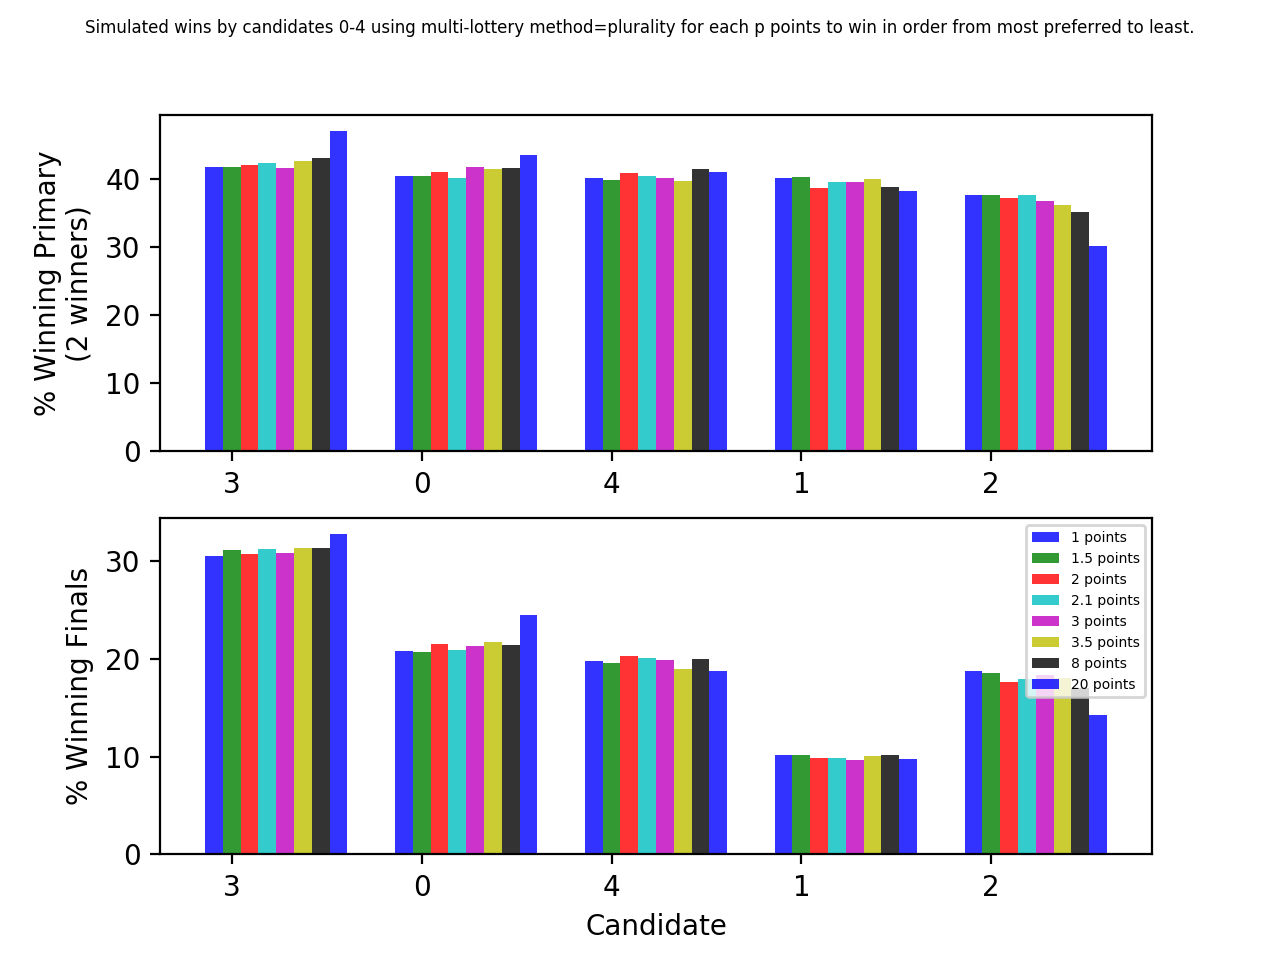 Simulated wins by candidates 0-4 using multi-lottery method=plurality for each p points to win in order from most preferred to least.
% Winning Primary
(2 winners)
40
30
20
10
0
3 0 4 1 2
% Winning Finals
30
20
10
0
1 points
1.5 points
2 points
2.1 points
3 points
3.5 points
8 points
20 points
3 0 4 1 2
Candidate